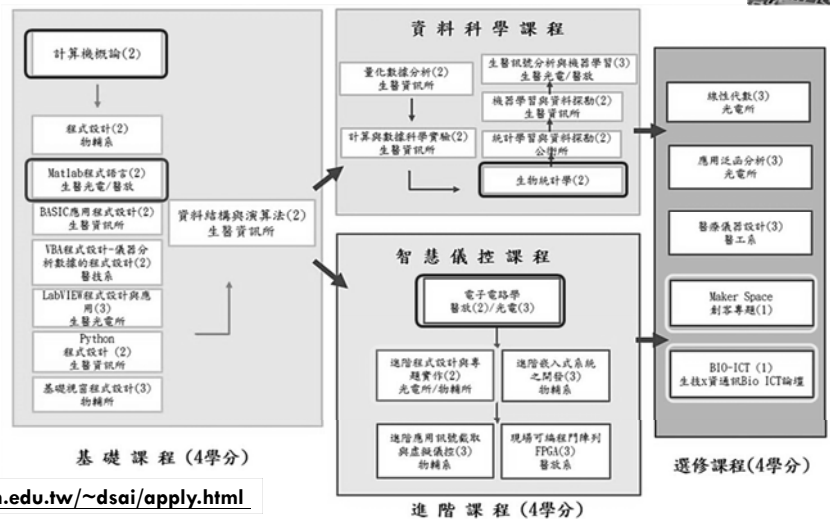 計算機概論(2)
程式設計(2)
物輔系
Matlab程式語言(2)
生醫光電/醫放
BASIC應用程式設計(2)
生醫資訊所
VBA程式設計-儀器分
析數據的程式設計(2)
醫技系
LabVIEW程式設計與應
用(3)
生醫光電所
Python
程式設計 (2)
生醫資訊所
基礎視窗程式設計(3)
物輔所
資料結構與演算法(2)
生醫資訊所
基礎課程(4學分)
資料科學課程
量化數據分析(2)
生醫資訊所
計算與數據科學實驗(2)
生醫資訊所
生醫訊號分析與機器學習(3)
生醫光電/醫放
機器學習與資料探勘(2)
生醫資訊所
統計學習與資料探勘(2)
公衛所
生物統計學(2)
智慧儀控課程
電子電路學
醫放(2)/光電(3)
進階程式設計與專
題實作(2)
光電所/物輔所
進階嵌入式系統
之開發(3)
物輔系
進階應用訊號截取
與虛擬儀控(3)
物輔系
現場可編程門陣列
FPGA(3)
醫放系
進階課程(4學分)
線性代數(3)
光電所
應用泛函分析(3)
光電所
醫療儀器設計(3)
醫工系
Maker Space
創客專題(1)
BIO-ICT (1)
生技x資通訊Bio ICT論壇
選修課程(4學分)
n.edu.tw/~dsai/apply.html